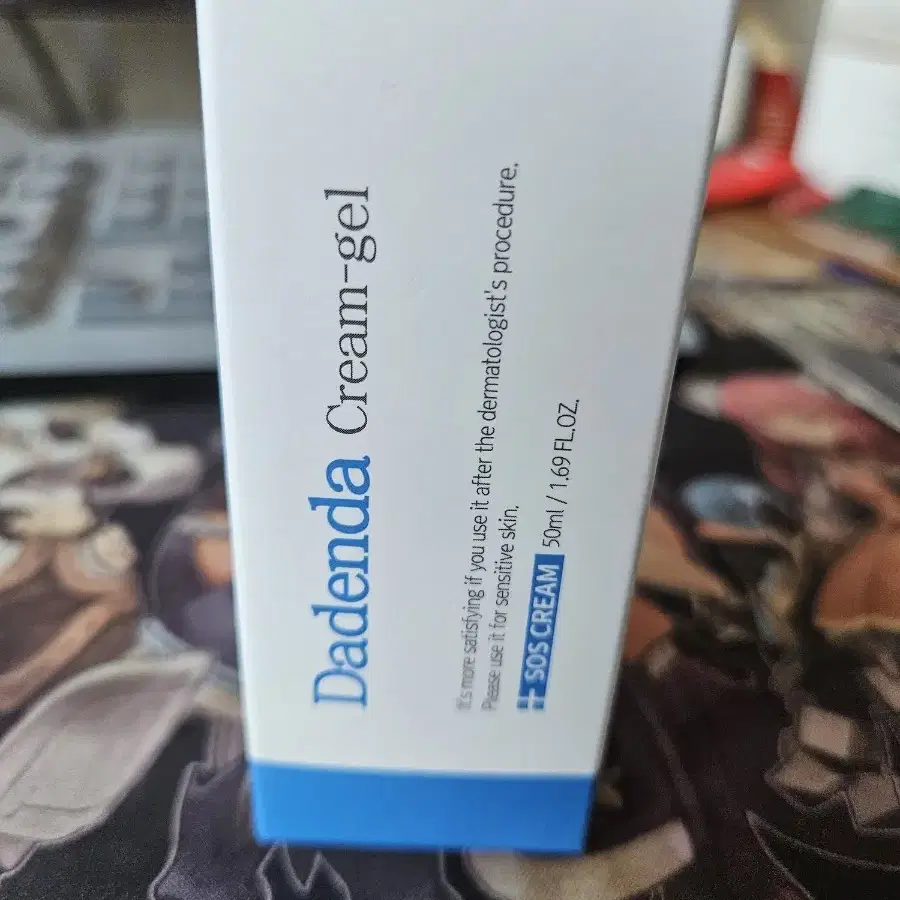 Dadenda Cream-gel
It's more satisfying if you use it after the dermatologist's procedure.
Please use it for sensitive skin.
SOS CREAM 50ml / 1.69 FL.OZ.